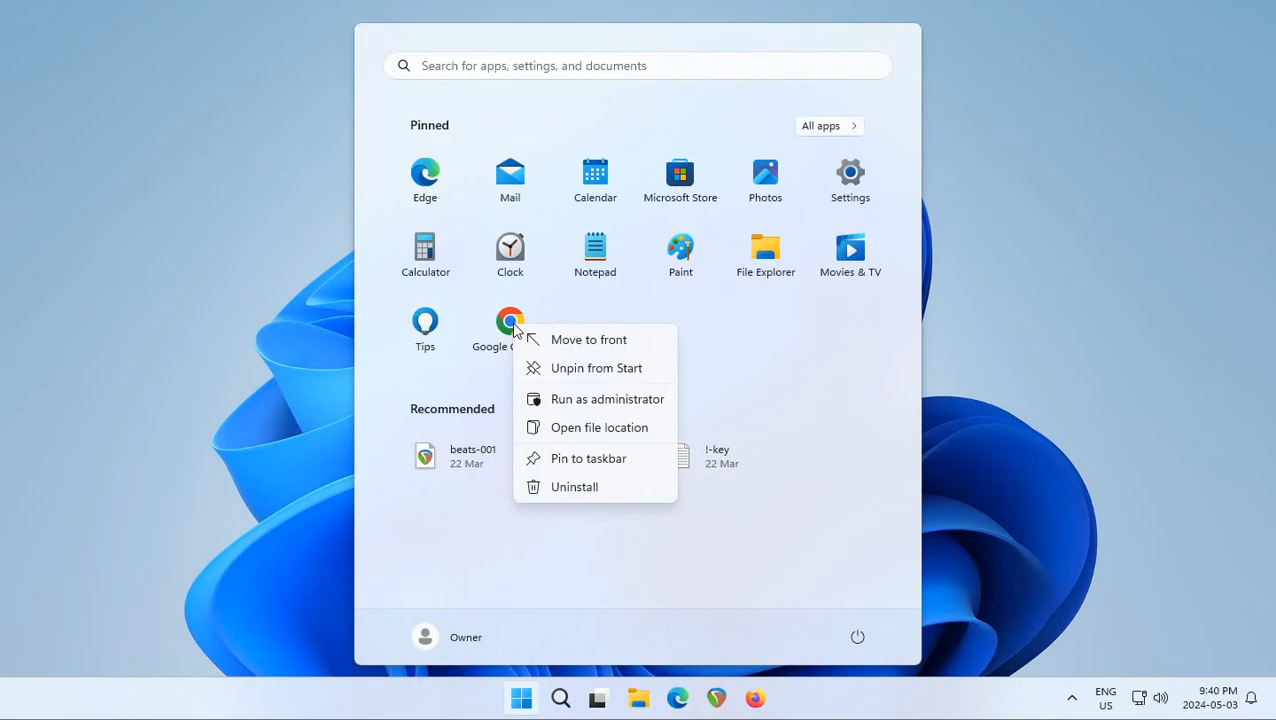 Search for apps, settings, and documents
Pinned
All apps
Edge
Mail
Calendar
Microsoft Store
Photos
Settings
Calculator
Clock
Notepad
Paint
File Explorer
Movies & TV
Tips
Google
Move to front
Unpin from Start
Run as administrator
Open file location
Pin to taskbar
Uninstall
Recommended
beats-001
22 Mar
!-key
22 Mar
Owner
ENG
US
9:40 PM
2024-05-03